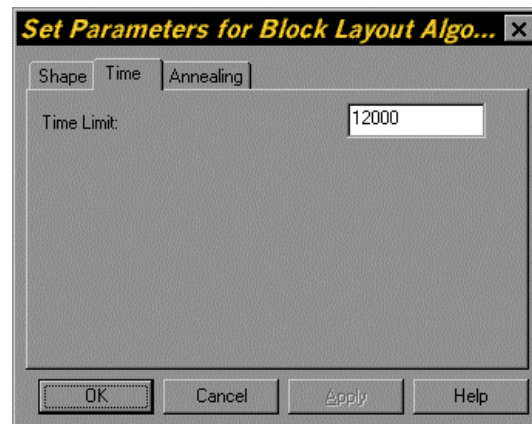 Set Parameters for Block Layout Algo...
Shape Time Annealing
Time Limit: 12000
OK Cancel Apply Help